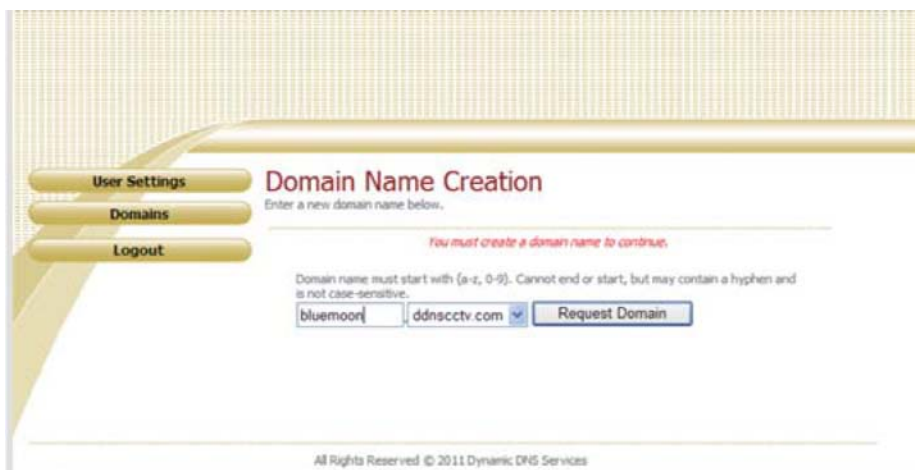 User Settings
Domains
Logout
Domain Name Creation
Enter a new domain name below.
You must create a domain name to continue.
Domain name must start with (a-z, 0-9). Cannot end or start, but may contain a hyphen and
is not case-sensitive.
bluemoon . ddnscctv.com Request Domain
All Rights Reserved © 2011 Dynamic DNS Services